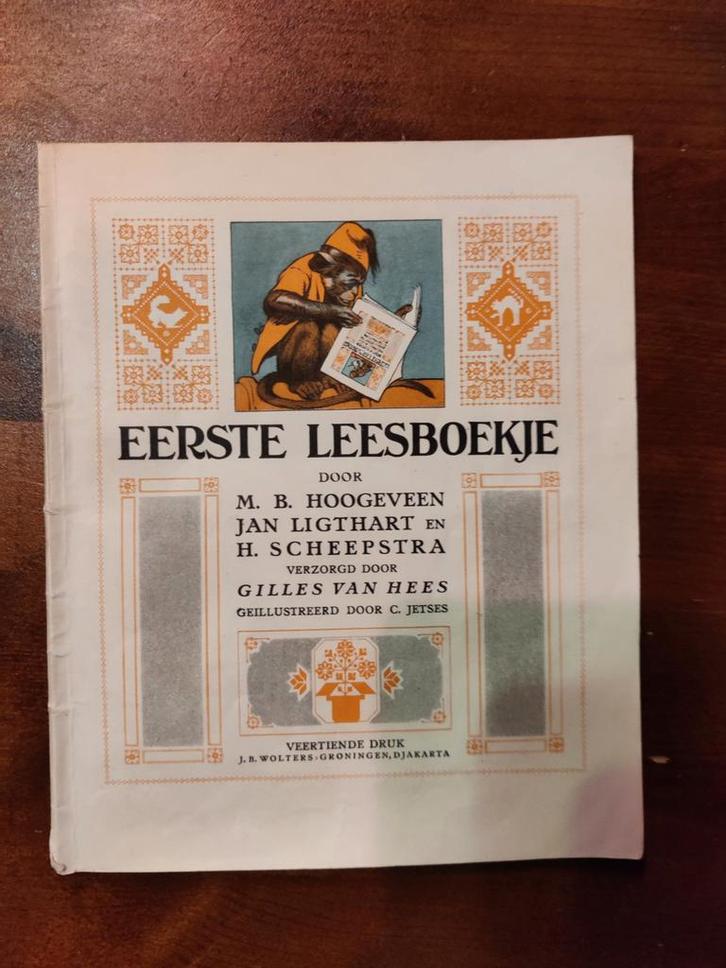 EERSTE LEESBOEKJE
DOOR
M. B. HOOGEVEEN
JAN LIGTHART EN
H. SCHEEPSTRA
VERZORGD DOOR
GILLES VAN HEES
GEILLUSTREERD DOOR C. JETSES
VEERTIENDE DRUK
J. B. WOLTERS-GRONINGEN, DJAKARTA